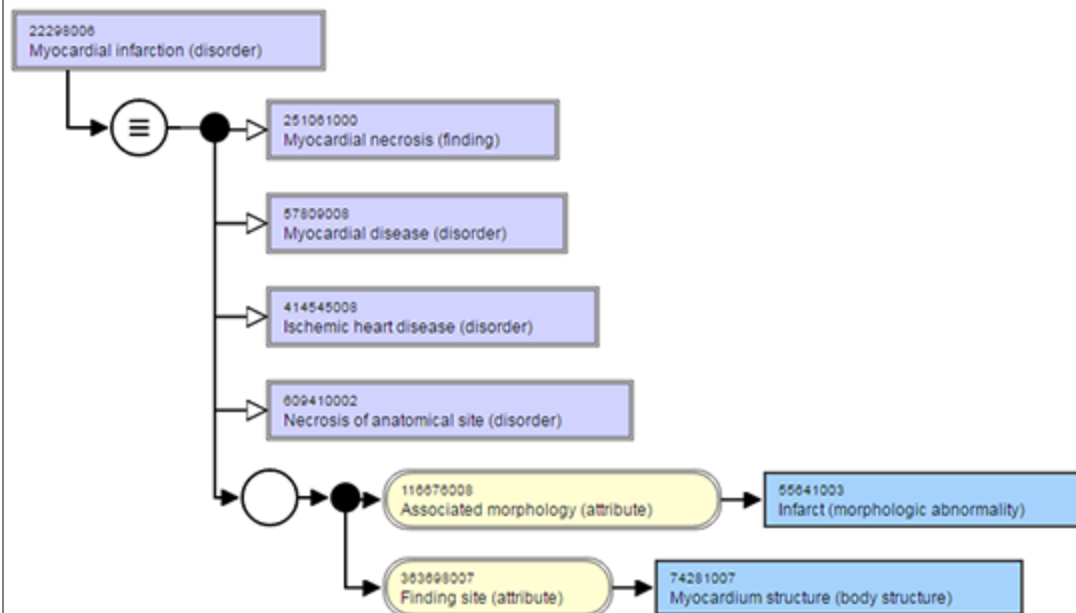 22298006
Myocardial infarction (disorder)
251061000
Myocardial necrosis (finding)
57809008
Myocardial disease (disorder)
414545008
Ischemic heart disease (disorder)
609410002
Necrosis of anatomical site (disorder)
116676008
Associated morphology (attribute)
55641003
Infarct (morphologic abnormality)
363698007
Finding site (attribute)
74281007
Myocardium structure (body structure)